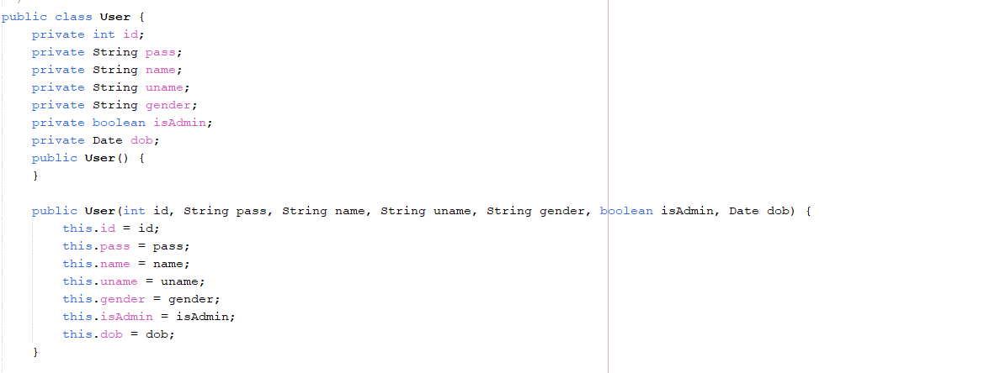 public class User {
    private int id;
    private String pass;
    private String name;
    private String uname;
    private String gender;
    private boolean isAdmin;
    private Date dob;
    public User() {
    }
    public User(int id, String pass, String name, String uname, String gender, boolean isAdmin, Date dob) {
        this.id = id;
        this.pass = pass;
        this.name = name;
        this.uname = uname;
        this.gender = gender;
        this.isAdmin = isAdmin;
        this.dob = dob;
    }